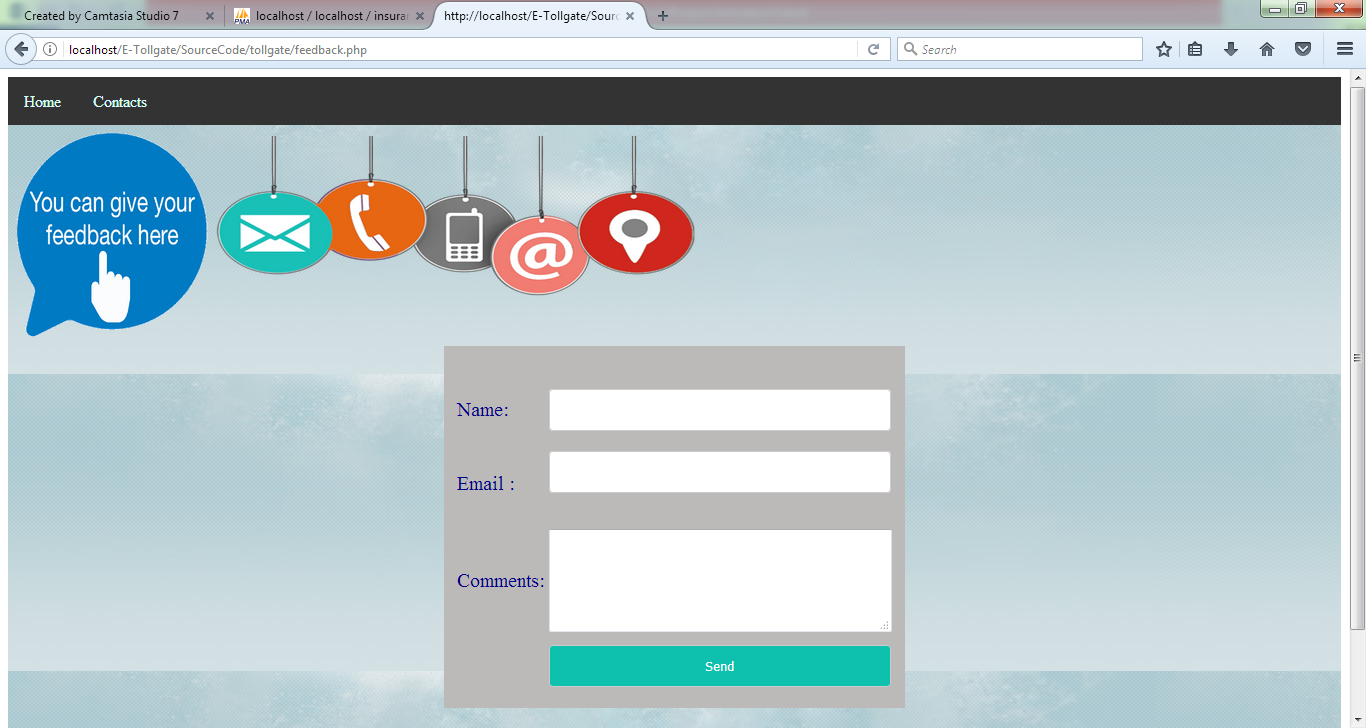 Created by Camtasia Studio 7
localhost / localhost / insura
http://localhost/E-Tollgate/Sourc
localhost/E-Tollgate/SourceCode/tollgate/feedback.php
Search
Home
Contacts
You can give your
feedback here
@
Name:
Email :
Comments:
Send